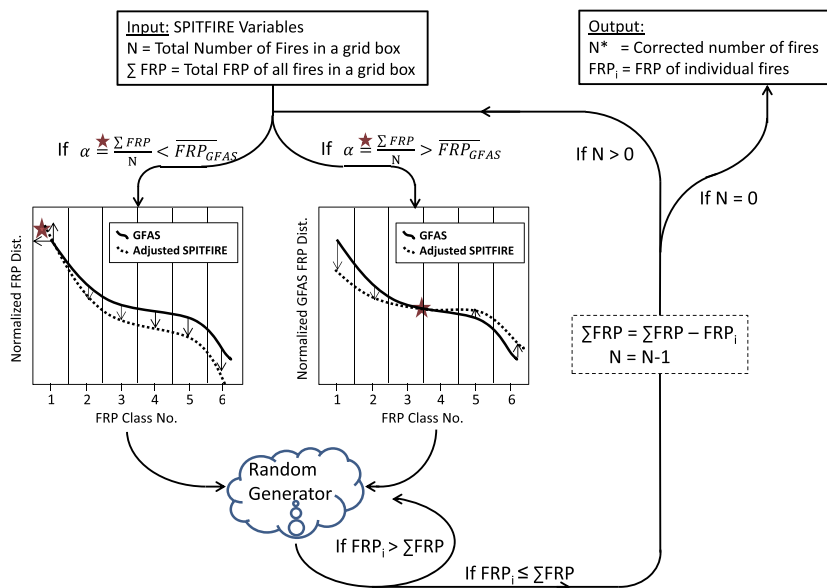 Input: SPITFIRE Variables
N = Total Number of Fires in a grid box
∑ FRP = Total FRP of all fires in a grid box
Output:
N* = Corrected number of fires
FRPᵢ = FRP of individual fires
If α = ∑ FRP / N < FRP_GFAS
If α = ∑ FRP / N > FRP_GFAS
If N > 0
If N = 0
Normalized FRP Dist.
GFAS
Adjusted SPITFIRE
1 2 3 4 5 6
FRP Class No.
Normalized GFAS FRP Dist.
GFAS
Adjusted SPITFIRE
1 2 3 4 5 6
FRP Class No.
∑FRP = ∑FRP – FRPᵢ
N = N-1
Random
Generator
If FRPᵢ > ∑FRP
If FRPᵢ ≤ ∑FRP